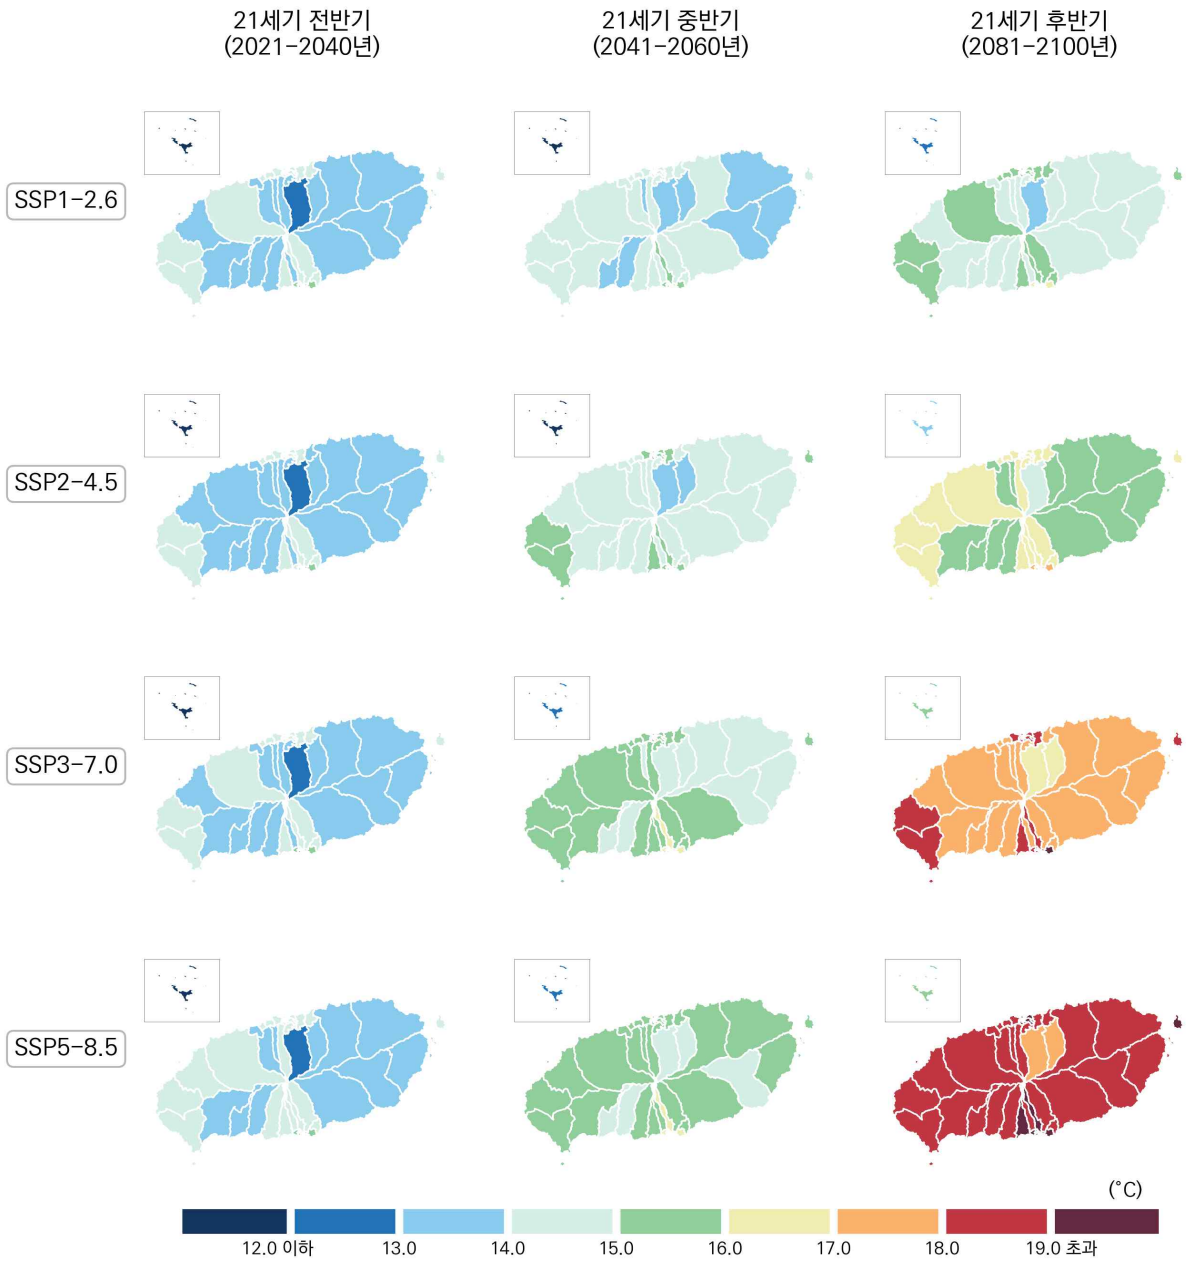 21세기 전반기
(2021-2040년)
21세기 중반기
(2041-2060년)
21세기 후반기
(2081-2100년)
SSP1-2.6
SSP2-4.5
SSP3-7.0
SSP5-8.5
(°C)
12.0 이하 13.0 14.0 15.0 16.0 17.0 18.0 19.0 초과